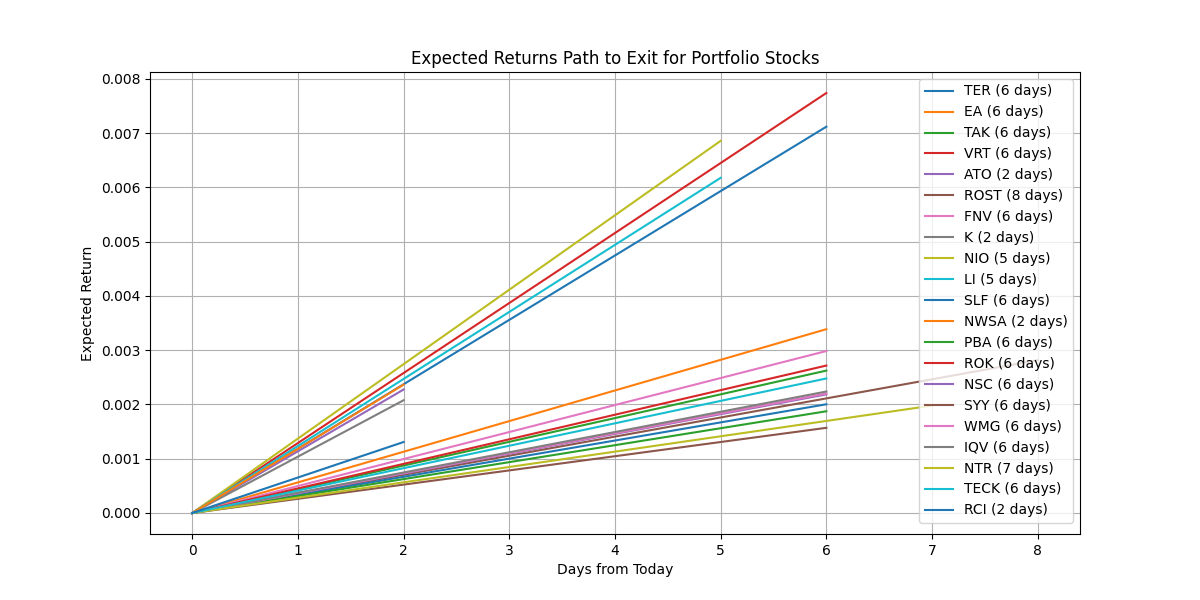 Expected Returns Path to Exit for Portfolio Stocks
0.008
0.007
0.006
0.005
0.004
0.003
0.002
0.001
0.000
Expected Return
0 1 2 3 4 5 6 7 8
Days from Today
TER (6 days)
EA (6 days)
TAK (6 days)
VRT (6 days)
ATO (2 days)
ROST (8 days)
FNV (6 days)
K (2 days)
NIO (5 days)
LI (5 days)
SLF (6 days)
NWSA (2 days)
PBA (6 days)
ROK (6 days)
NSC (6 days)
SYY (6 days)
WMG (6 days)
IQV (6 days)
NTR (7 days)
TECK (6 days)
RCI (2 days)